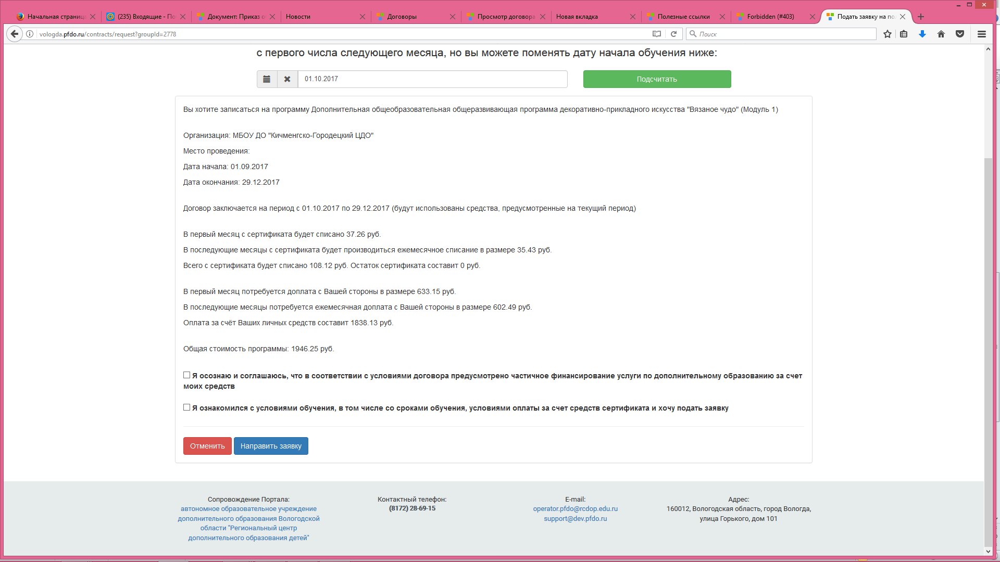 Начальная страница
(235) Входящие - По
Документ: Приказ о
Новости
Договоры
Просмотр договора
Новая вкладка
Полезные ссылки
Forbidden (#403)
Подать заявку на по
vologda.pfdo.ru/contracts/request?groupId=2778
Поиск
с первого числа следующего месяца, но вы можете поменять дату начала обучения ниже:
01.10.2017
Подсчитать
Вы хотите записаться на программу Дополнительная общеобразовательная общеразвивающая программа декоративно-прикладного искусства "Вязаное чудо" (Модуль 1)
Организация: МБОУ ДО "Кичменгско-Городецкий ЦДО"
Место проведения:
Дата начала: 01.09.2017
Дата окончания: 29.12.2017
Договор заключается на период с 01.10.2017 по 29.12.2017 (будут использованы средства, предусмотренные на текущий период)
В первый месяц с сертификата будет списано 37.26 руб.
В последующие месяцы с сертификата будет производиться ежемесячное списание в размере 35.43 руб.
Всего с сертификата будет списано 108.12 руб. Остаток сертификата составит 0 руб.
В первый месяц потребуется доплата с Вашей стороны в размере 633.15 руб.
В последующие месяцы потребуется ежемесячная доплата с Вашей стороны в размере 602.49 руб.
Оплата за счёт Ваших личных средств составит 1838.13 руб.
Общая стоимость программы: 1946.25 руб.
Я осознаю и соглашаюсь, что в соответствии с условиями договора предусмотрено частичное финансирование услуги по дополнительному образованию за счет
моих средств
Я ознакомился с условиями обучения, в том числе со сроками обучения, условиями оплаты за счет средств сертификата и хочу подать заявку
Отменить
Направить заявку
Сопровождение Портала:
автономное образовательное учреждение
дополнительного образования Вологодской
области "Региональный центр
дополнительного образования детей"
Контактный телефон:
(8172) 28-69-15
E-mail:
operator.pfdo@rcdop.edu.ru
support@dev.pfdo.ru
Адрес:
160012, Вологодская область, город Вологда,
улица Горького, дом 101